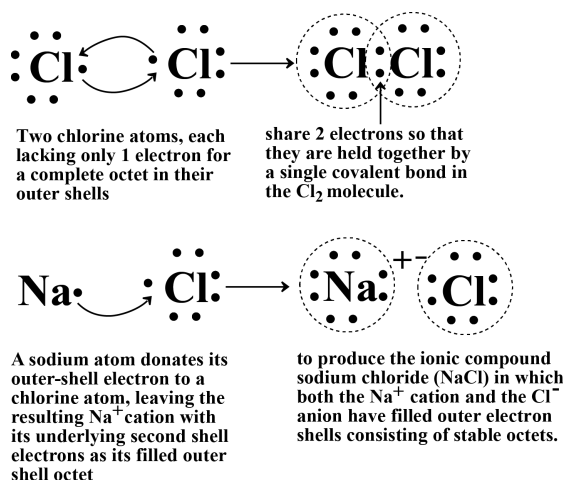 Cl Cl Cl Cl
Two chlorine atoms, each
lacking only 1 electron for
a complete octet in their
outer shells
share 2 electrons so that
they are held together by
a single covalent bond in
the Cl₂ molecule.
Na Cl Na + - Cl
A sodium atom donates its
outer-shell electron to a
chlorine atom, leaving the
resulting Na⁺cation with
its underlying second shell
electrons as its filled outer
shell octet
to produce the ionic compound
sodium chloride (NaCl) in which
both the Na⁺ cation and the Cl⁻
anion have filled outer electron
shells consisting of stable octets.